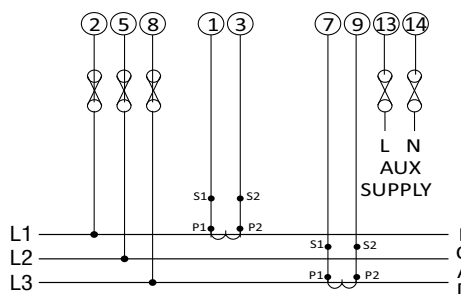 2 5 8 1 3 7 9 13 14
L N
AUX
SUPPLY
S1 S2
P1 P2
L1
S1 S2
L2
L3
P1 P2